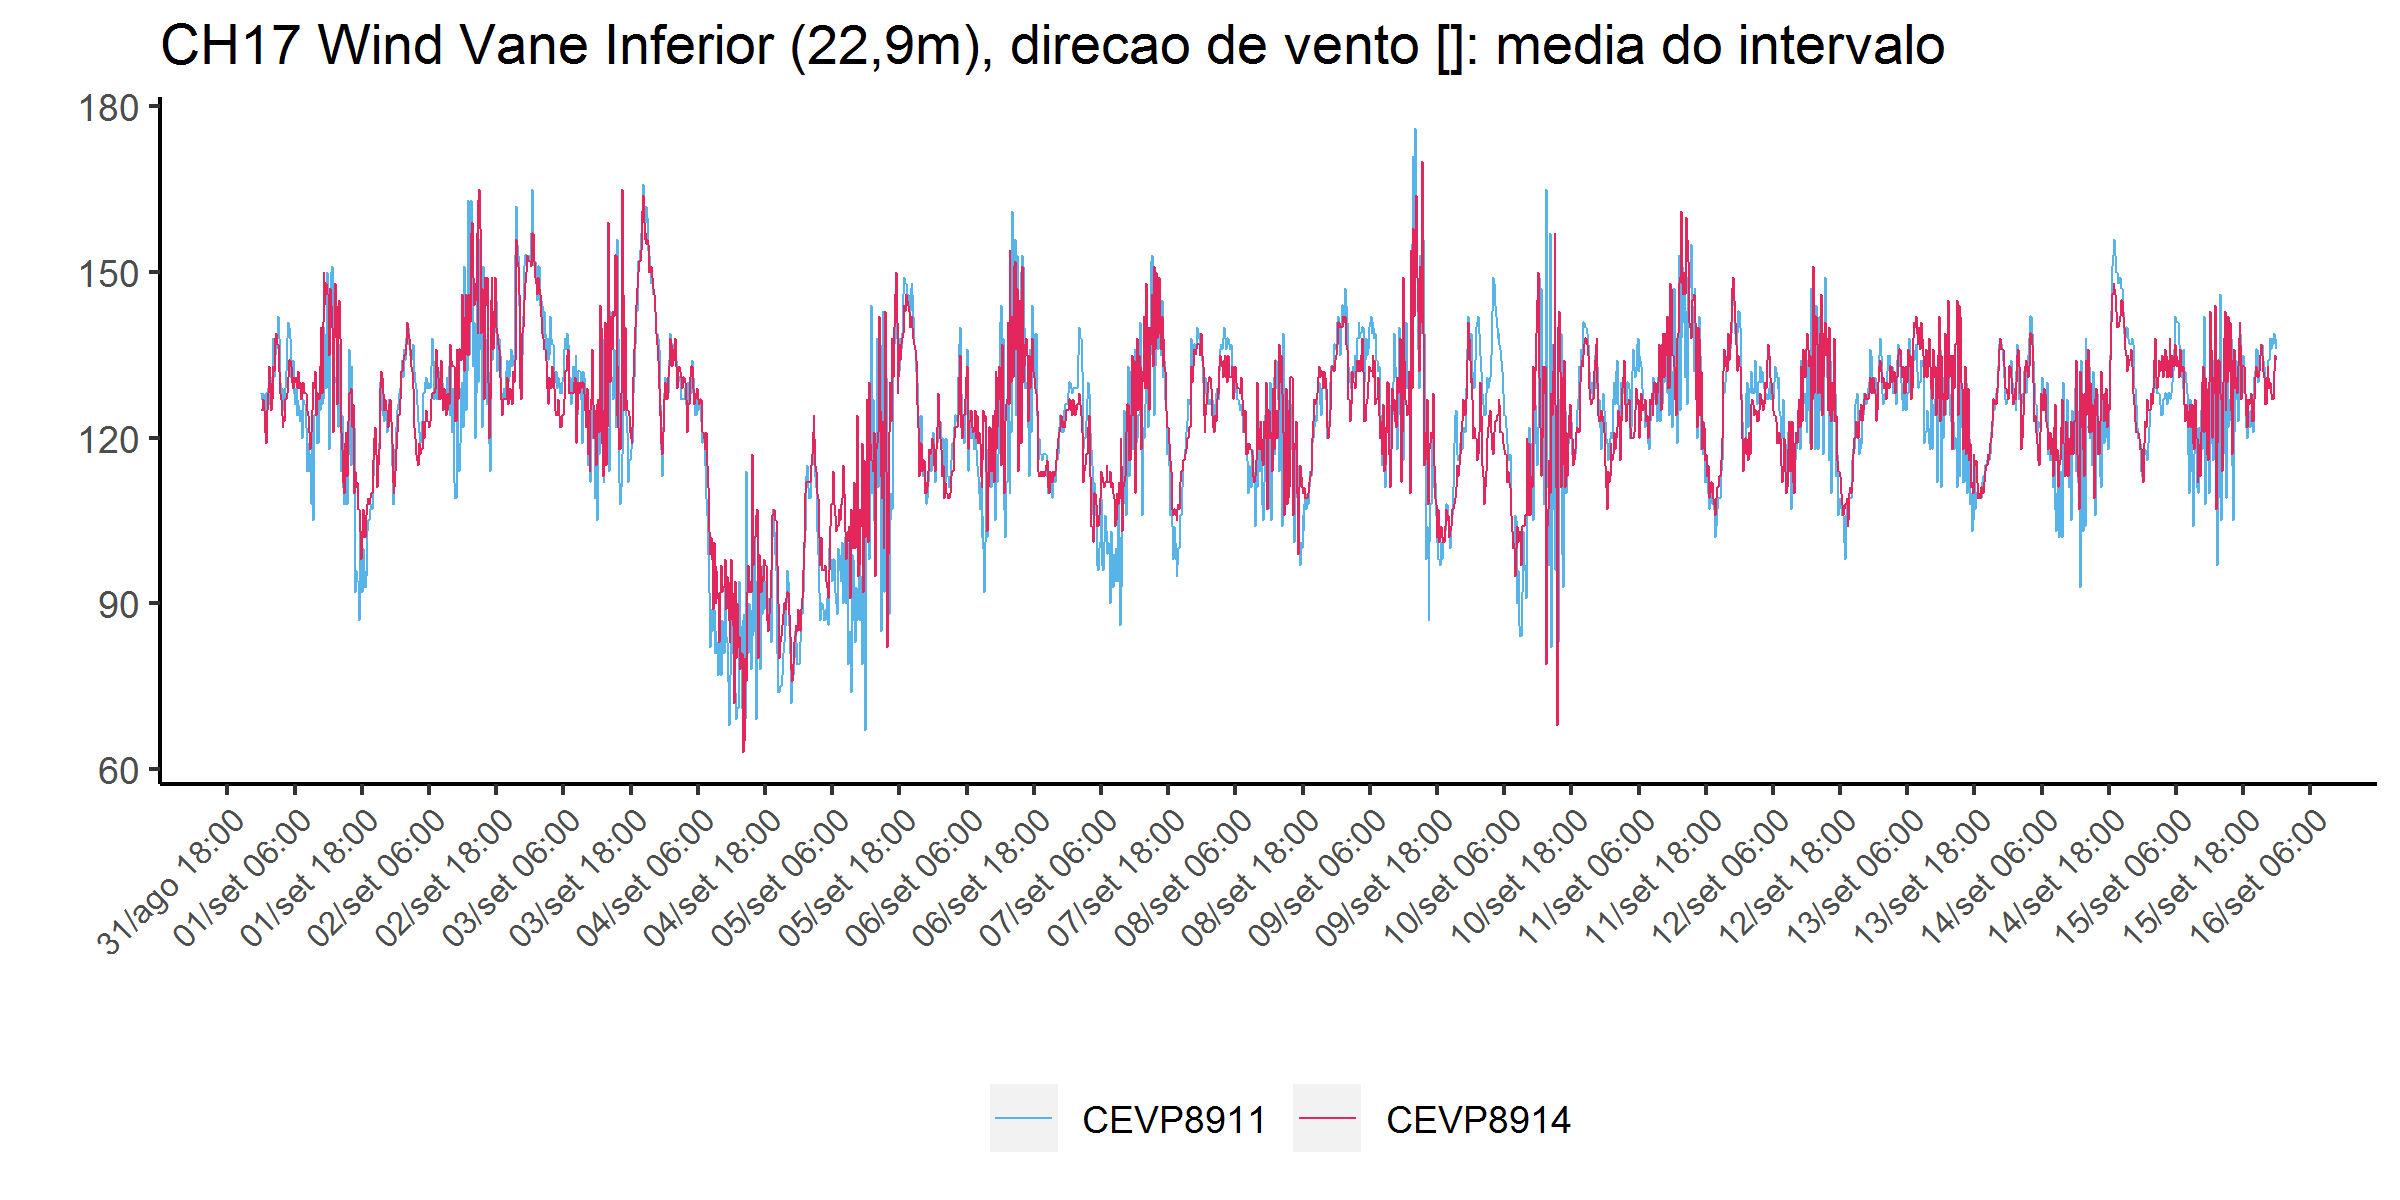 CH17 Wind Vane Inferior (22,9m), direcao de vento []: media do intervalo
180
150
120
90
60
31/ago 18:00
01/set 06:00
01/set 18:00
02/set 06:00
02/set 18:00
03/set 06:00
03/set 18:00
04/set 06:00
04/set 18:00
05/set 06:00
05/set 18:00
06/set 06:00
06/set 18:00
07/set 06:00
07/set 18:00
08/set 06:00
08/set 18:00
09/set 06:00
09/set 18:00
10/set 06:00
10/set 18:00
11/set 06:00
11/set 18:00
12/set 06:00
12/set 18:00
13/set 06:00
13/set 18:00
14/set 06:00
14/set 18:00
15/set 06:00
15/set 18:00
16/set 06:00
CEVP8911 CEVP8914